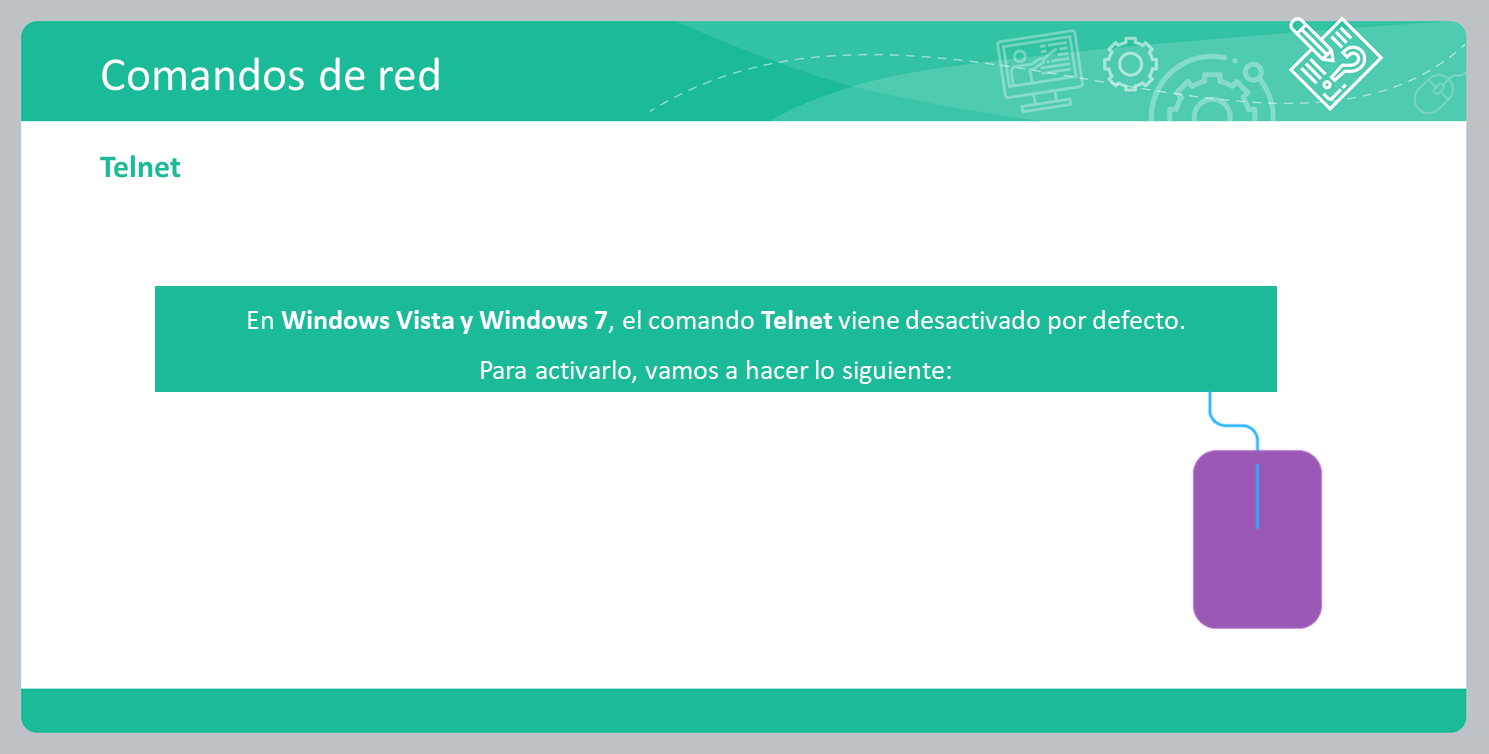 Comandos de red
Telnet
En Windows Vista y Windows 7, el comando Telnet viene desactivado por defecto.
Para activarlo, vamos a hacer lo siguiente: